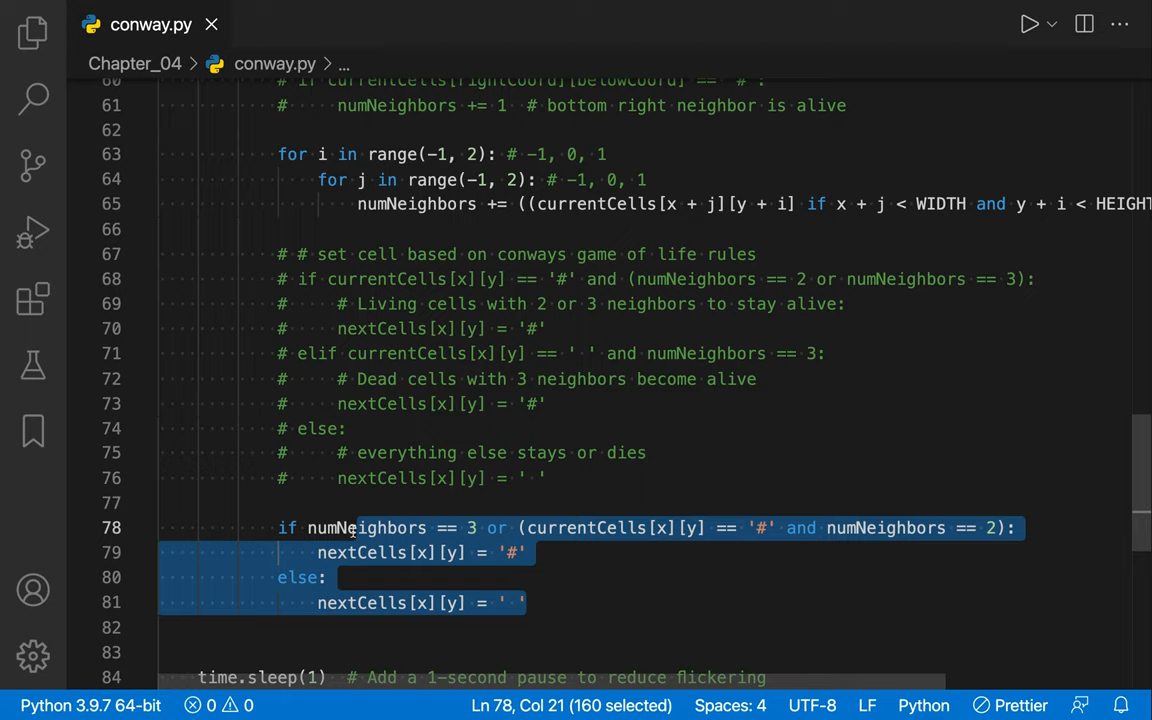 conway.py
Chapter_04 > conway.py > ...
60 # if currentCells[rightCoord][belowCoord] == '#':
61 # numNeighbors += 1 # bottom right neighbor is alive
62
63 for i in range(-1, 2): # -1, 0, 1
64 for j in range(-1, 2): # -1, 0, 1
65 numNeighbors += ((currentCells[x + j][y + i] if x + j < WIDTH and y + i < HEIGHT
66
67 # # set cell based on conways game of life rules
68 # if currentCells[x][y] == '#' and (numNeighbors == 2 or numNeighbors == 3):
69 # # Living cells with 2 or 3 neighbors to stay alive:
70 # nextCells[x][y] = '#'
71 # elif currentCells[x][y] == ' ' and numNeighbors == 3:
72 # # Dead cells with 3 neighbors become alive
73 # nextCells[x][y] = '#'
74 # else:
75 # # everything else stays or dies
76 # nextCells[x][y] = ' '
77
78 if numNeighbors == 3 or (currentCells[x][y] == '#' and numNeighbors == 2):
79 nextCells[x][y] = '#'
80 else:
81 nextCells[x][y] = ' '
82
83
84 time.sleep(1) # Add a 1-second pause to reduce flickering
Python 3.9.7 64-bit 0 0 Ln 78, Col 21 (160 selected) Spaces: 4 UTF-8 LF Python Prettier